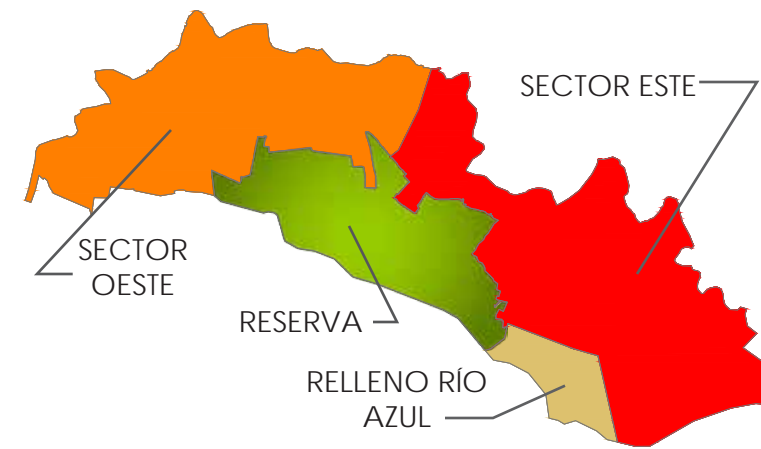 SECTOR ESTE
SECTOR
OESTE
RESERVA
RELLENO RÍO
AZUL